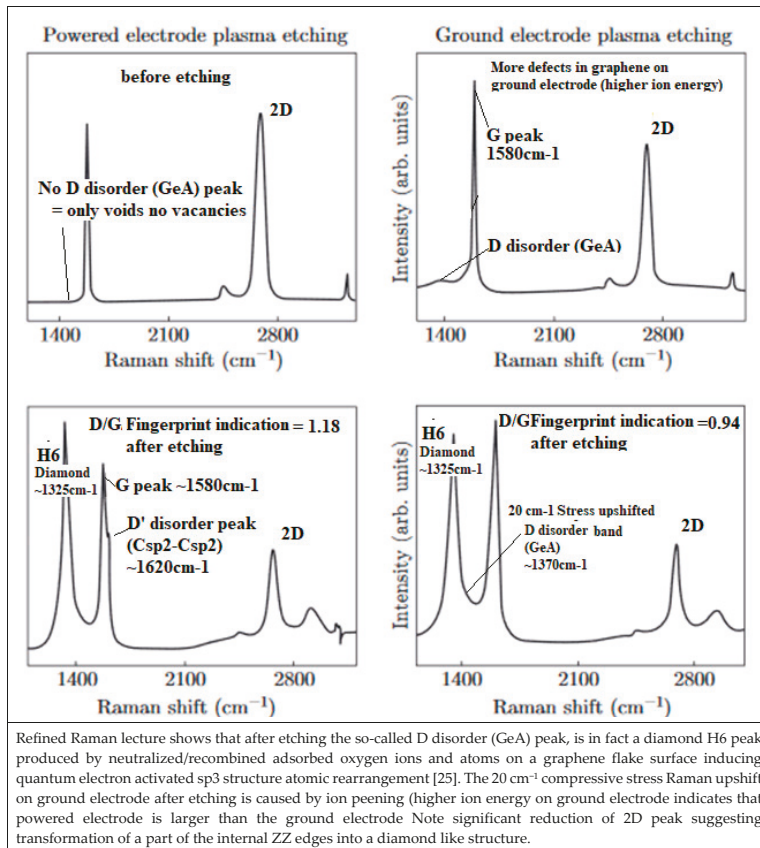 Powered electrode plasma etching
before etching
2D
No D disorder (GeA) peak
= only voids no vacancies
1400 2100 2800
Raman shift (cm⁻¹)
Ground electrode plasma etching
More defects in graphene on
ground electrode (higher ion energy)
G peak
1580cm-1
2D
D disorder (GeA)
Intensity (arb. units)
1400 2100 2800
Raman shift (cm⁻¹)
D/G Fingerprint indication = 1.18
after etching
H6
Diamond
~1325cm-1
G peak ~1580cm-1
D' disorder peak
(Csp2-Csp2)
~1620cm-1
2D
1400 2100 2800
Raman shift (cm⁻¹)
D/GFingerprint indication =0.94
after etching
H6
Diamond
~1325cm-1
20 cm-1 Stress upshifted
D disorder band
(GeA)
~1370cm-1
2D
Intensity (arb. units)
1400 2100 2800
Raman shift (cm⁻¹)
Refined Raman lecture shows that after etching the so-called D disorder (GeA) peak, is in fact a diamond H6 peak
produced by neutralized/recombined adsorbed oxygen ions and atoms on a graphene flake surface inducing
quantum electron activated sp3 structure atomic rearrangement [25]. The 20 cm⁻¹ compressive stress Raman upshift
on ground electrode after etching is caused by ion peening (higher ion energy on ground electrode indicates that
powered electrode is larger than the ground electrode Note significant reduction of 2D peak suggesting
transformation of a part of the internal ZZ edges into a diamond like structure.